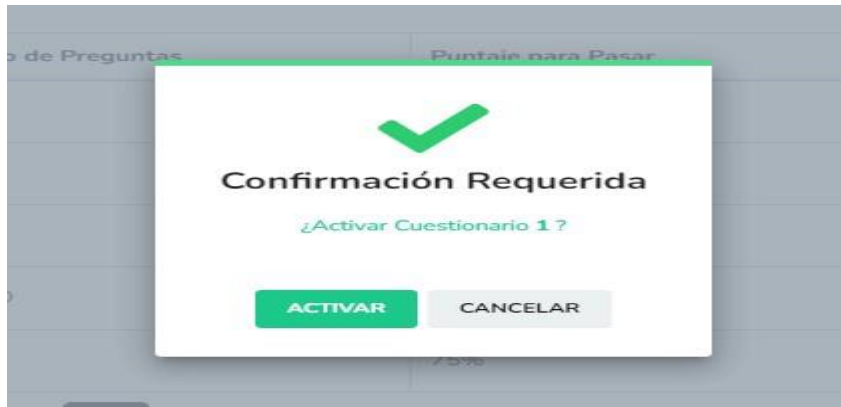 de Preguntas
Puntaje para Pasar
Confirmación Requerida
¿Activar Cuestionario 1 ?
ACTIVAR
CANCELAR
75%